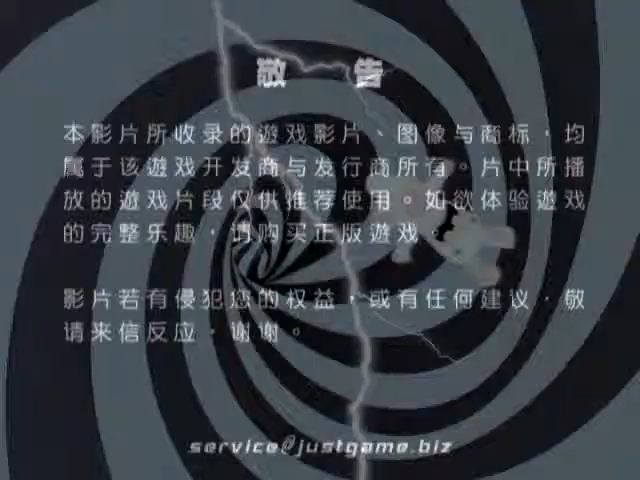 敬 告
本影片所收录的遊戏影片、图像与商标，均
属于该遊戏开发商与发行商所有。片中所播
放的遊戏片段仅供推荐使用。如欲体验遊戏
的完整乐趣，请购买正版遊戏。
影片若有侵犯您的权益，或有任何建议，敬
请来信反应，谢谢。
service@justgame.biz